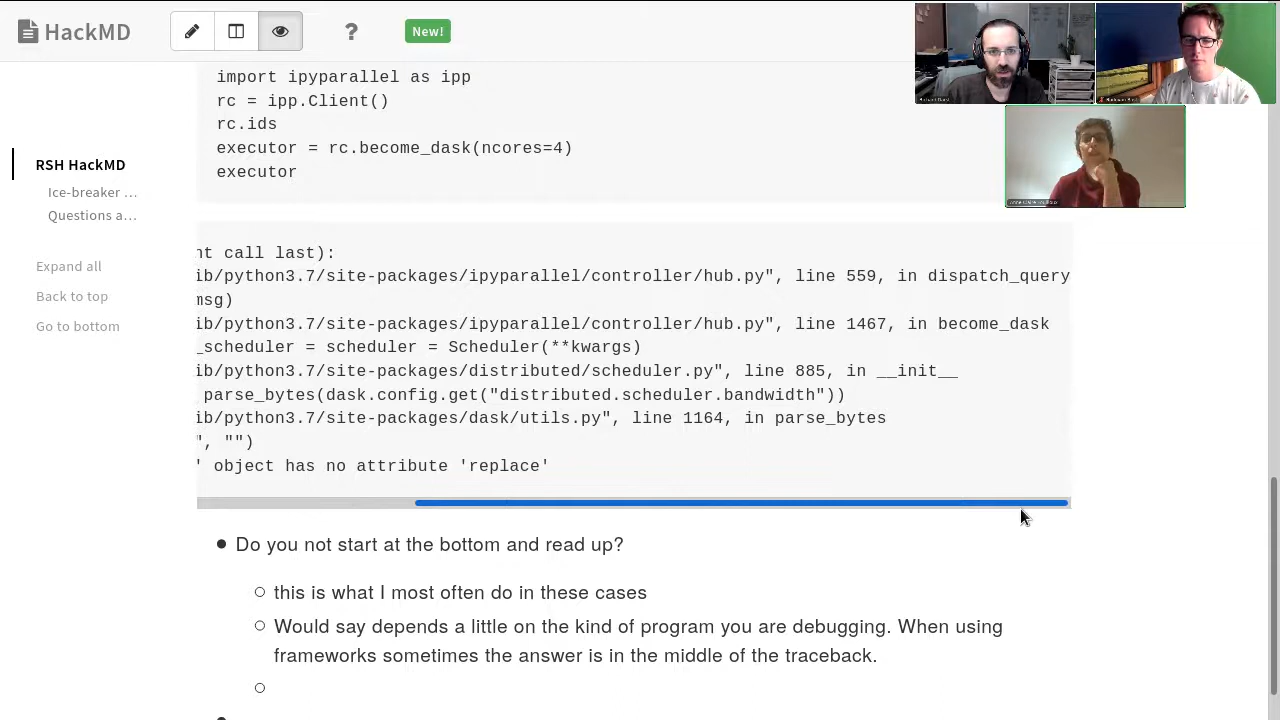 HackMD
?
New!
import ipyparallel as ipp
rc = ipp.Client()
rc.ids
executor = rc.become_dask(ncores=4)
executor
RSH HackMD
Ice-breaker ...
Questions a...
Expand all
Back to top
Go to bottom
nt call last):
ib/python3.7/site-packages/ipyparallel/controller/hub.py", line 559, in dispatch_query
msg)
ib/python3.7/site-packages/ipyparallel/controller/hub.py", line 1467, in become_dask
_scheduler = scheduler = Scheduler(**kwargs)
ib/python3.7/site-packages/distributed/scheduler.py", line 885, in __init__
parse_bytes(dask.config.get("distributed.scheduler.bandwidth"))
ib/python3.7/site-packages/dask/utils.py", line 1164, in parse_bytes
", "")
' object has no attribute 'replace'
Do you not start at the bottom and read up?
this is what I most often do in these cases
Would say depends a little on the kind of program you are debugging. When using
frameworks sometimes the answer is in the middle of the traceback.